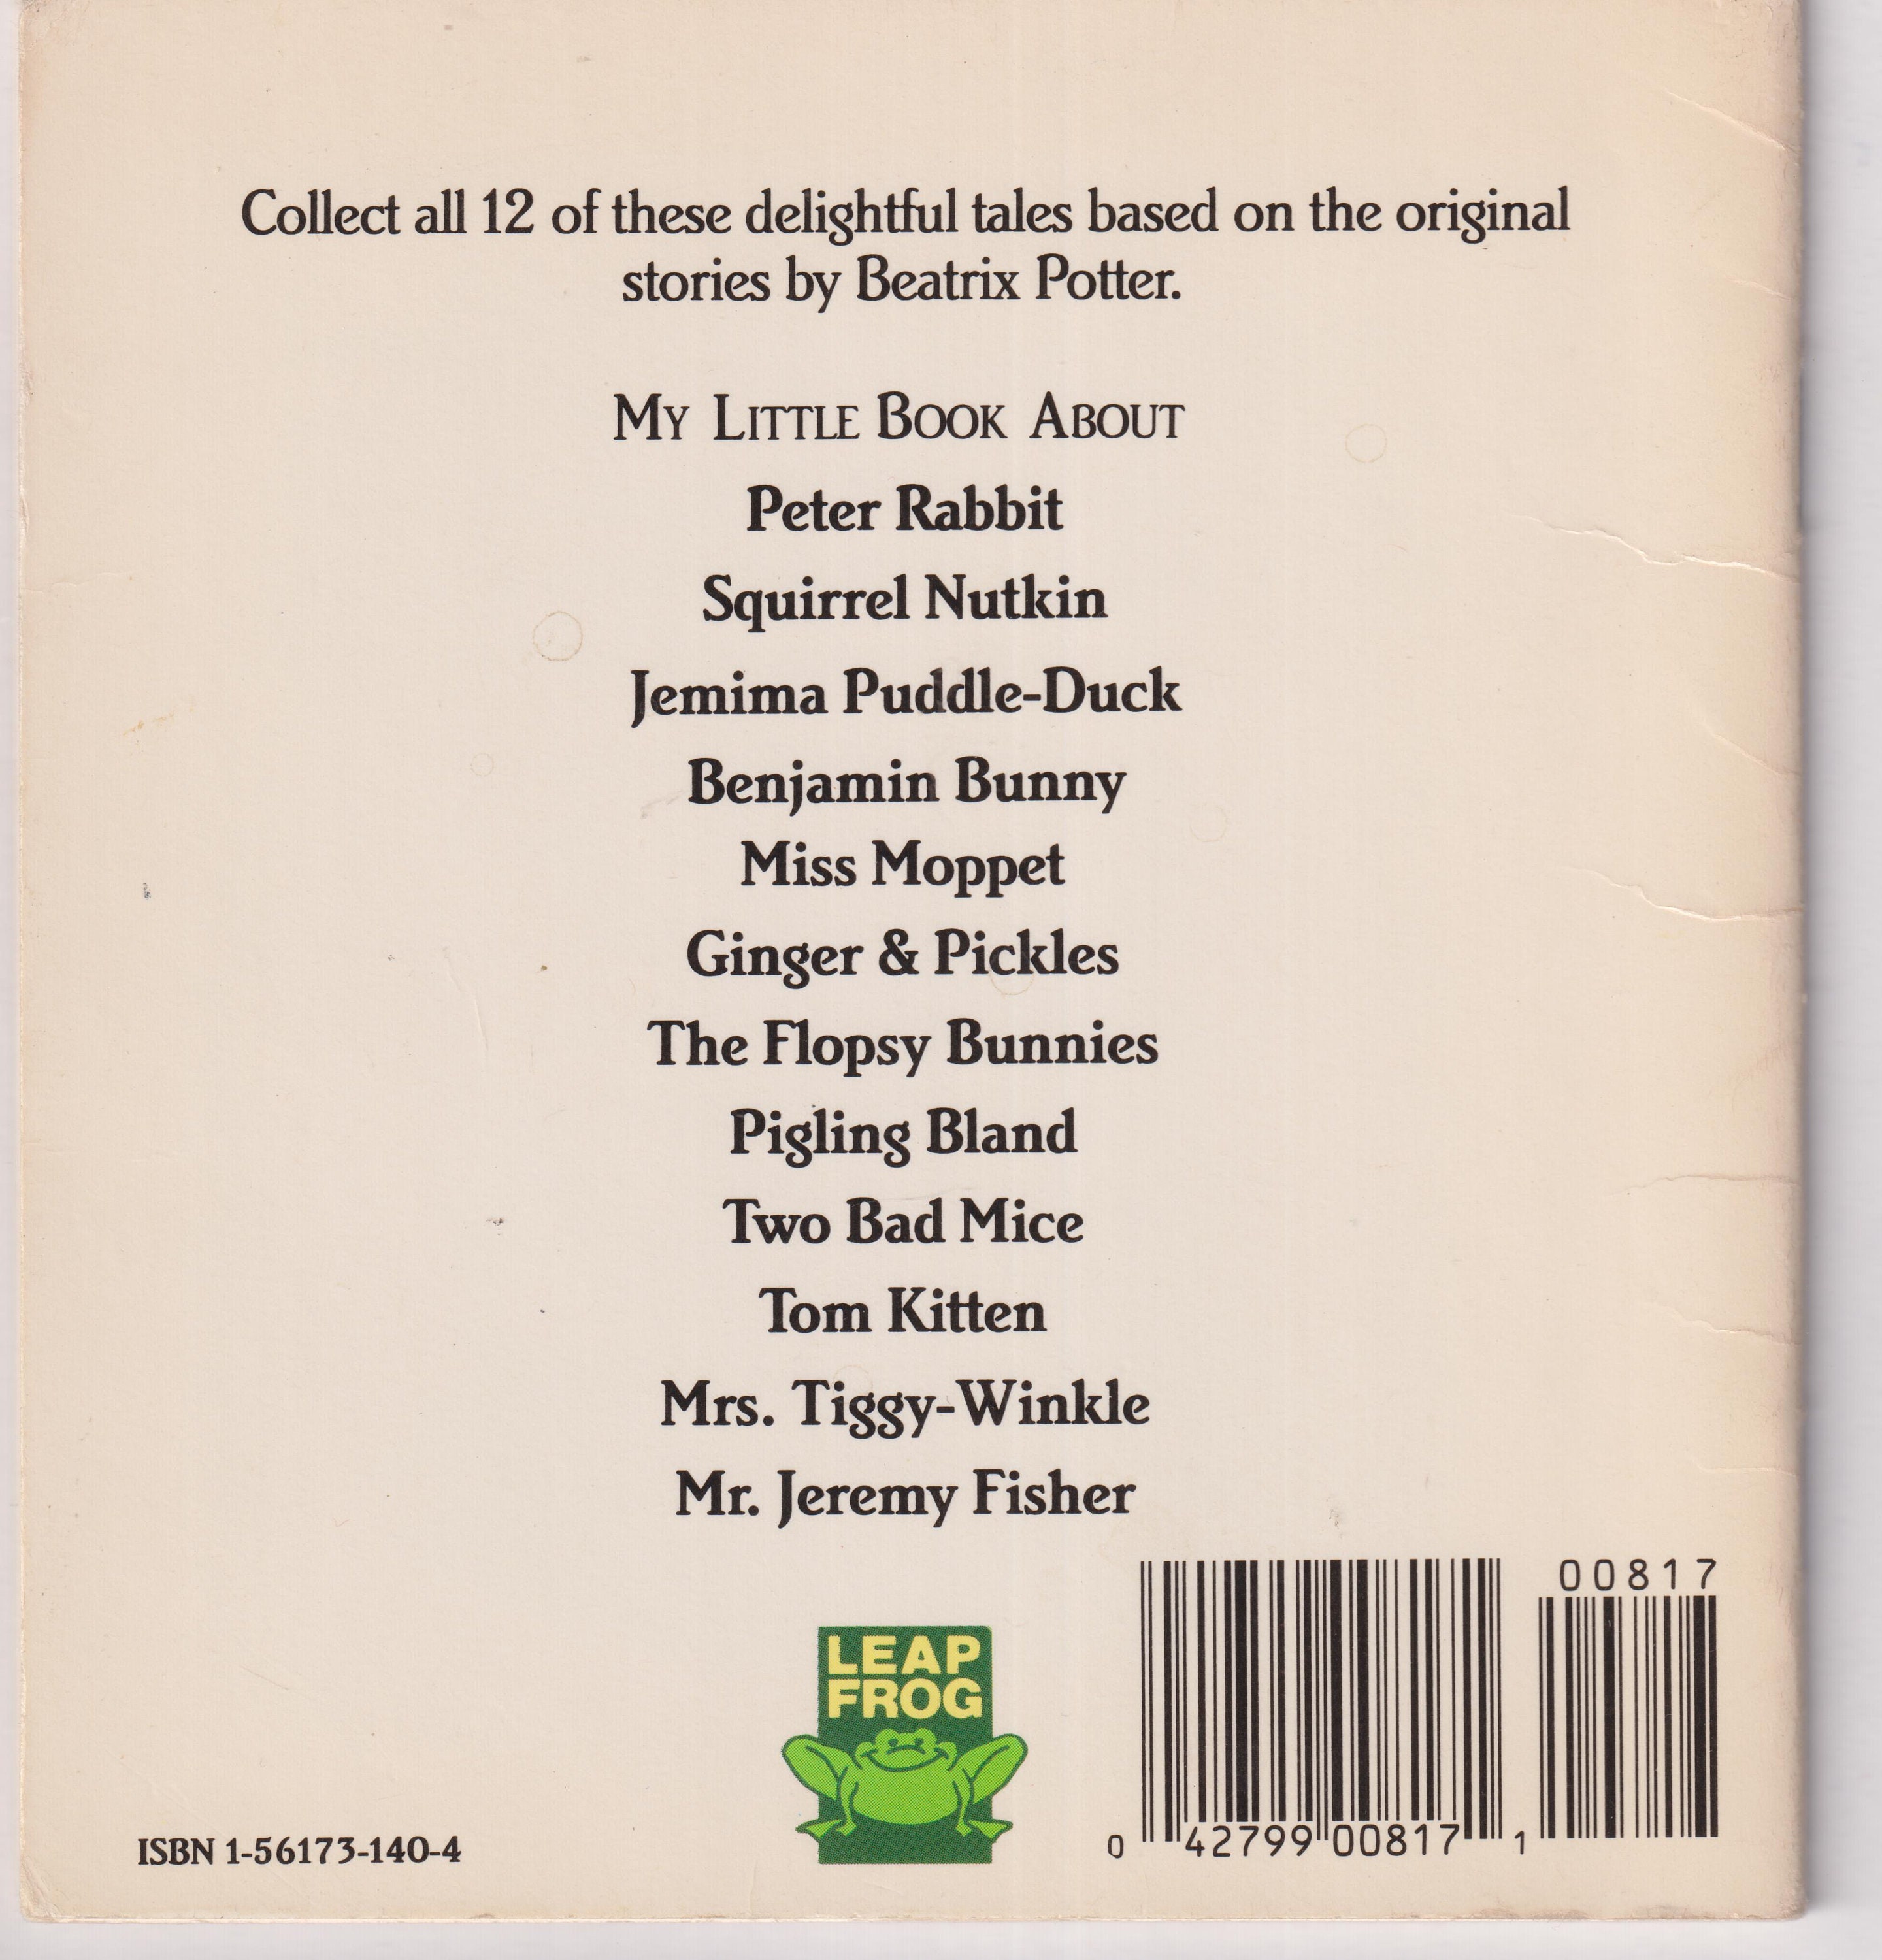 Collect all 12 of these delightful tales based on the original
stories by Beatrix Potter.
MY LITTLE BOOK ABOUT
Peter Rabbit
Squirrel Nutkin
Jemima Puddle-Duck
Benjamin Bunny
Miss Moppet
Ginger & Pickles
The Flopsy Bunnies
Pigling Bland
Two Bad Mice
Tom Kitten
Mrs. Tiggy-Winkle
Mr. Jeremy Fisher
00817
LEAP
FROG
ISBN 1-56173-140-4
0 42799 00817 1